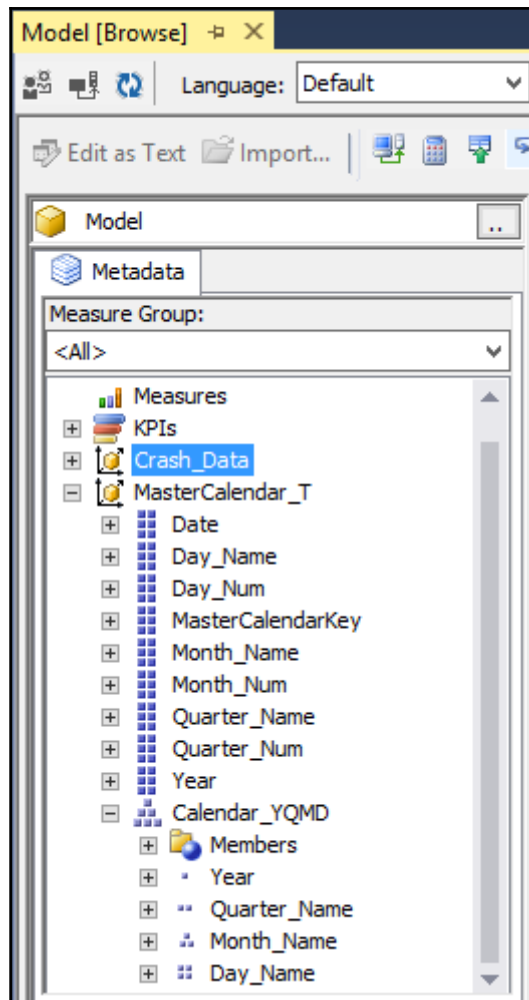 Model [Browse]
Language: Default
Edit as Text Import...
Model ..
Metadata
Measure Group:
<All>
Measures
KPIs
Crash_Data
MasterCalendar_T
Date
Day_Name
Day_Num
MasterCalendarKey
Month_Name
Month_Num
Quarter_Name
Quarter_Num
Year
Calendar_YQMD
Members
Year
Quarter_Name
Month_Name
Day_Name